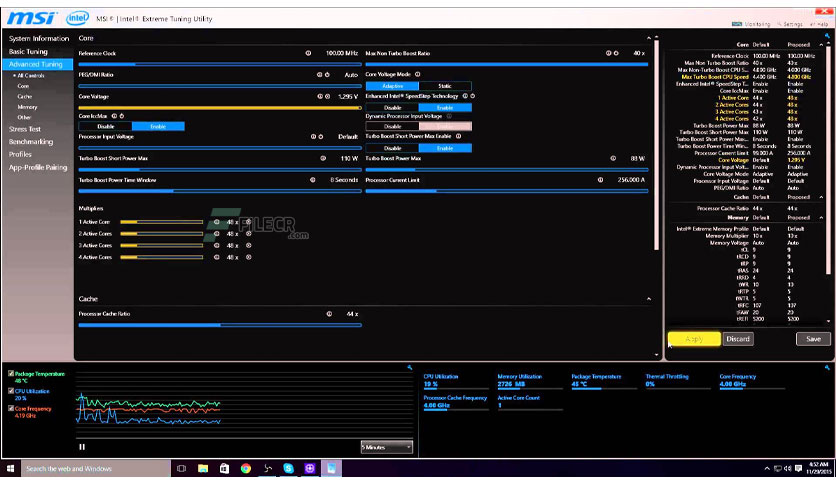 msi intel MSI® | Intel® Extreme Tuning Utility
Monitoring Settings Help
System Information
Basic Tuning
Advanced Tuning
All Controls
Core
Cache
Memory
Other
Stress Test
Benchmarking
Profiles
App-Profile Pairing
Core
Reference Clock 100.00 MHz
PEG/DMI Ratio Auto
Core Voltage 1.295 V
Core IccMax
Disable Enable
Processor Input Voltage Default
Turbo Boost Short Power Max 110 W
Turbo Boost Power Time Window 8 Seconds
Max Non Turbo Boost Ratio 40 x
Core Voltage Mode
Adaptive Static
Enhanced Intel® SpeedStep Technology
Disable Enable
Dynamic Processor Input Voltage
Disable
Turbo Boost Short Power Max Enable
Disable Enable
Turbo Boost Power Max 88 W
Processor Current Limit 256.000 A
Multipliers
1 Active Core 48 x
2 Active Cores 48 x
3 Active Cores 48 x
4 Active Cores 48 x
FILECR
.com
Cache
Processor Cache Ratio 44 x
Core Default Proposed
Reference Clock 100.00 MHz 100.00 MHz
Max Non Turbo Boost Ratio 40 x 40 x
Max Non-Turbo Boost CPU S... 4.000 GHz 4.000 GHz
Max Turbo Boost CPU Speed 4.400 GHz
Enhanced Intel® SpeedStep T... Enable Enable
Core IccMax Enable Enable
1 Active Core 44 x
2 Active Cores 44 x
3 Active Cores 43 x
4 Active Cores 42 x
Turbo Boost Power Max 88 W 88 W
Turbo Boost Short Power Max 110 W 110 W
Turbo Boost Short Power Max... Enable Enable
Turbo Boost Power Time Win... 8 Seconds 8 Seconds
Processor Current Limit 256.000 A
Core Voltage Default 1.295 V
Dynamic Processor Input Volt... Enable Enable
Core Voltage Mode Adaptive Adaptive
Processor Input Voltage Default Default
PEG/DMI Ratio Auto Auto
Cache Default Proposed
Processor Cache Ratio 44 x 44 x
Memory Default Proposed
Intel® Extreme Memory Profile Default Default
Memory Multiplier 10 x 10 x
Memory Voltage Auto Auto
tCL 9 9
tRCD 9 9
tRP 9 9
tRAS 24 24
tRRD 4 4
tWR 10 10
tRTP 5 5
tWTR 5 5
tRFC 107 107
tFAW 20 20
tREFI 5200 5200
Apply Discard Save
Package Temperature
46 °C
CPU Utilization
20 %
Core Frequency
4.19 GHz
5 Minutes
CPU Utilization
19 %
Memory Utilization
2726 MB
Package Temperature
45 °C
Thermal Throttling
0%
Core Frequency
4.00 GHz
Processor Cache Frequency
4.00 GHz
Active Core Count
1
Search the web and Windows
4:52 AM
11/29/2015